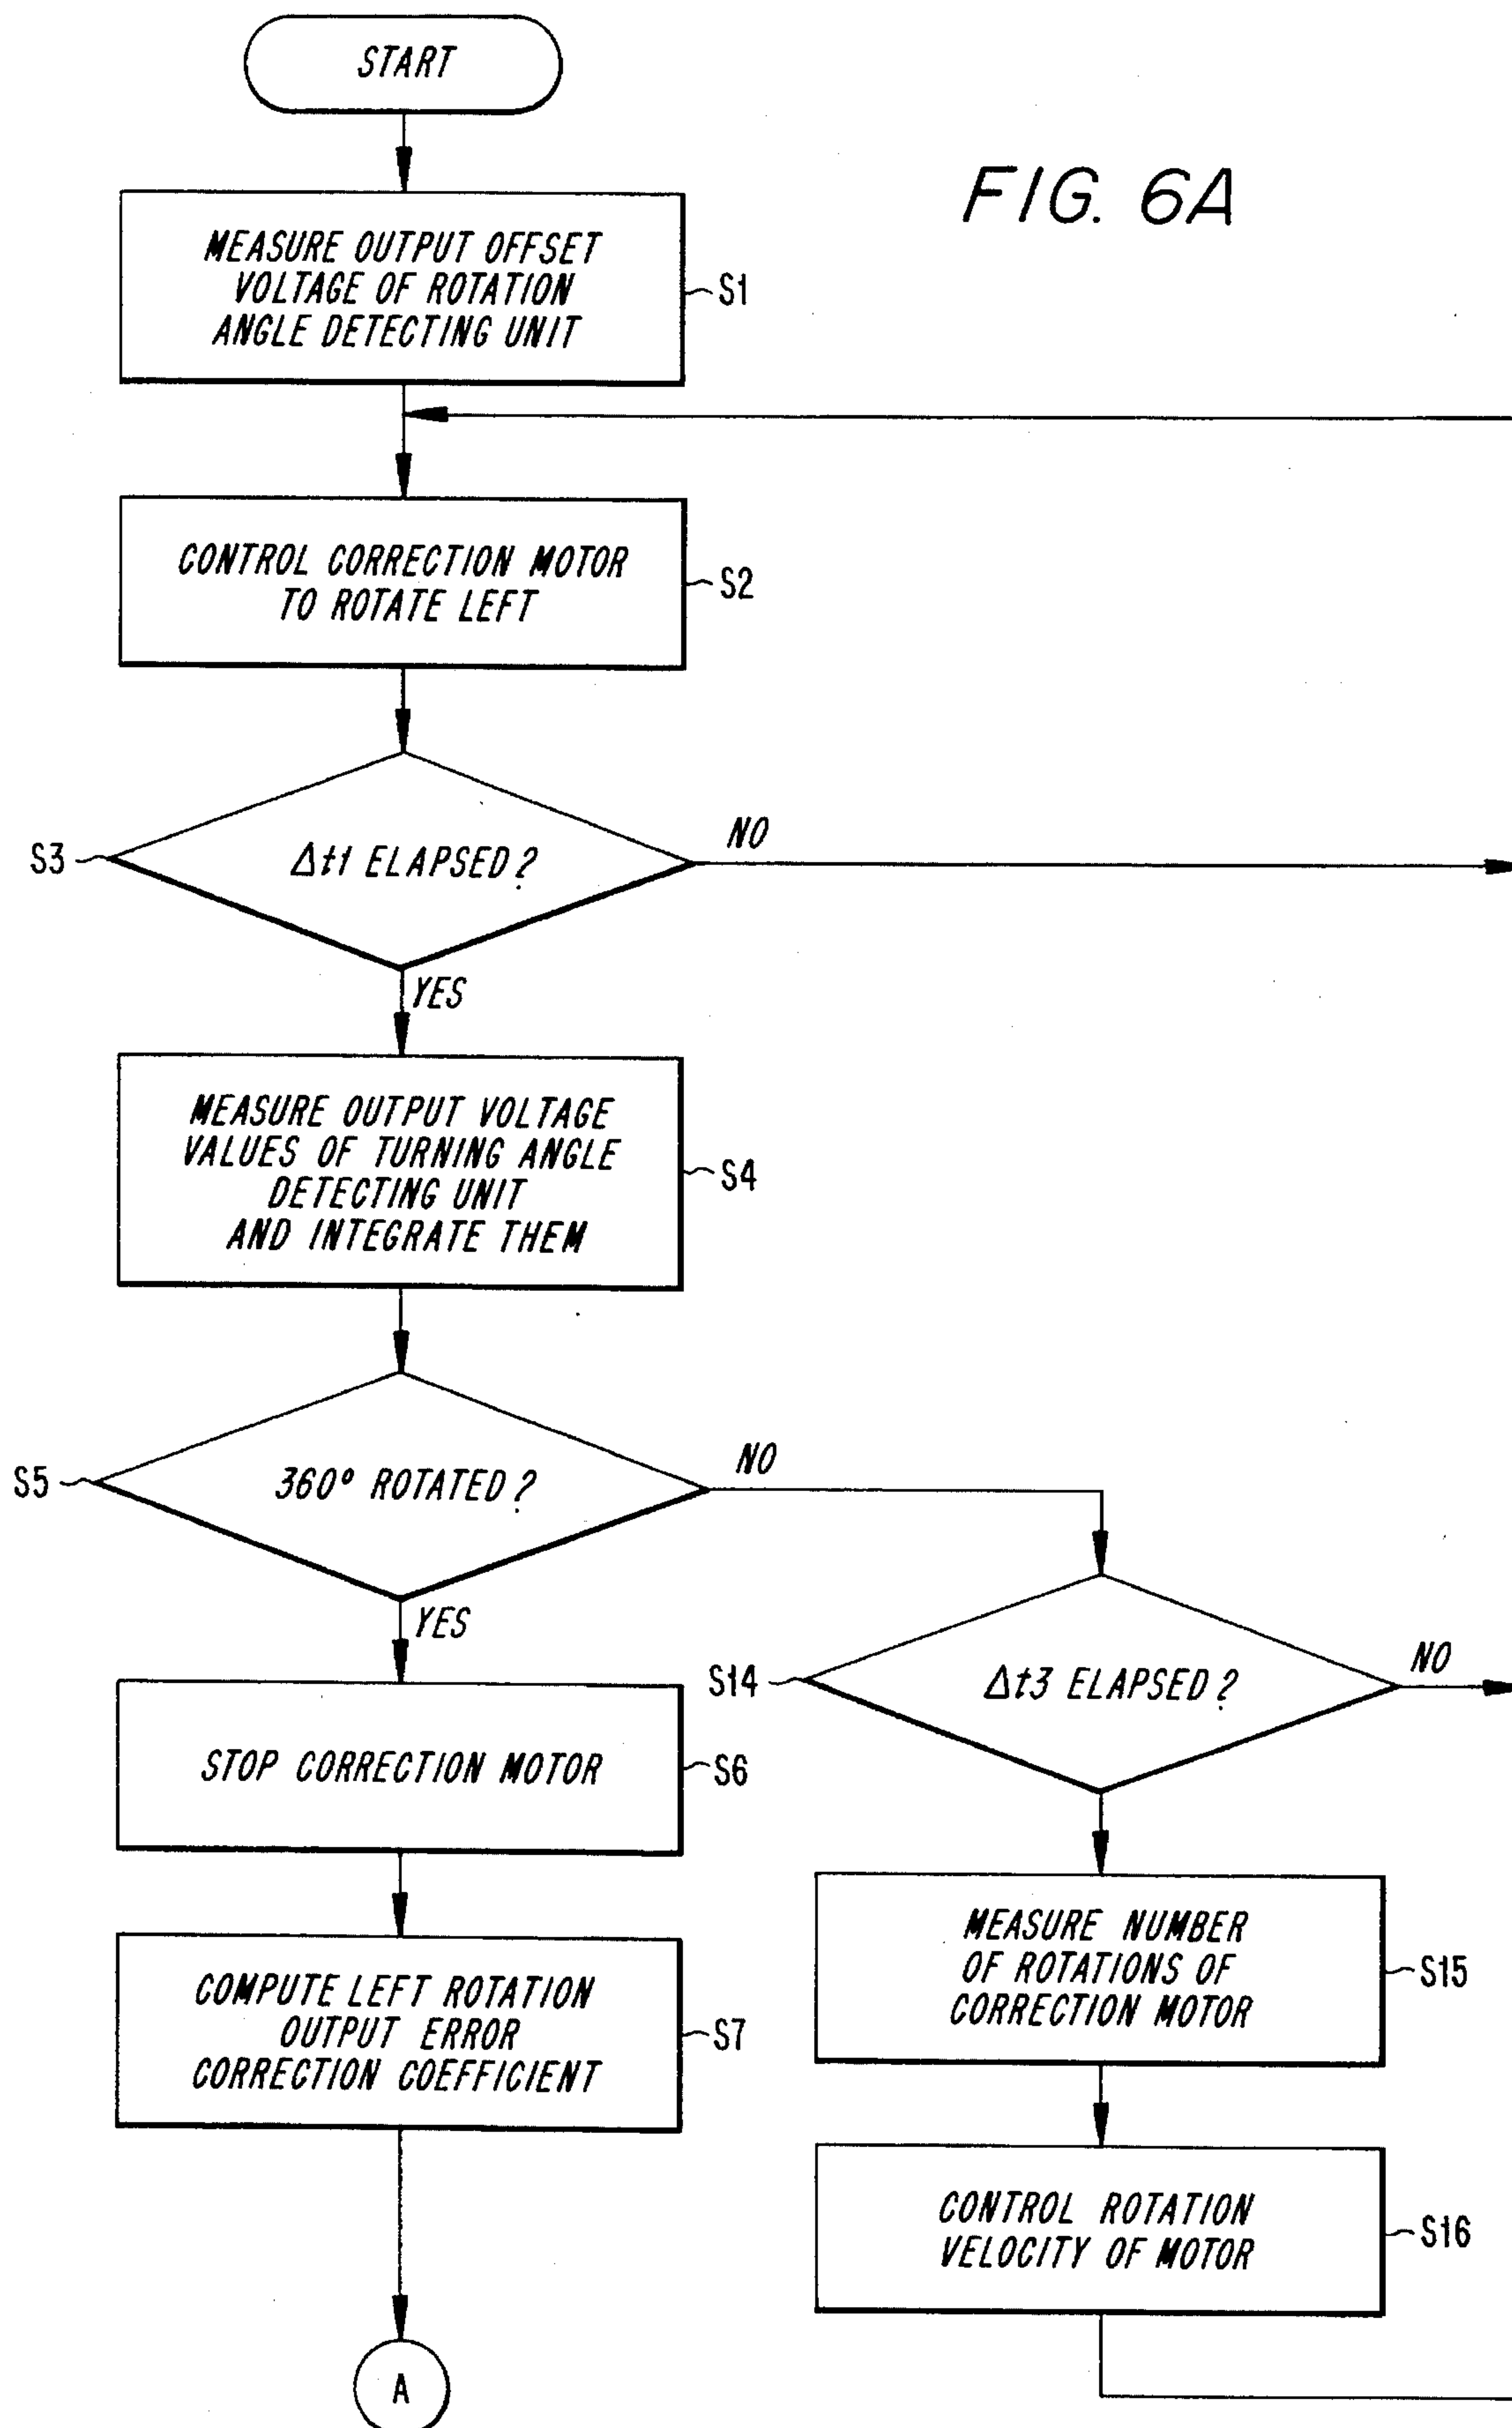 START
FIG. 6A
MEASURE OUTPUT OFFSET
VOLTAGE OF ROTATION
ANGLE DETECTING UNIT
S1
CONTROL CORRECTION MOTOR
TO ROTATE LEFT
S2
S3
Δt1 ELAPSED?
NO
YES
MEASURE OUTPUT VOLTAGE
VALUES OF TURNING ANGLE
DETECTING UNIT
AND INTEGRATE THEM
S4
S5
360° ROTATED?
NO
YES
S14
Δt3 ELAPSED?
NO
STOP CORRECTION MOTOR
S6
MEASURE NUMBER
OF ROTATIONS OF
CORRECTION MOTOR
S15
COMPUTE LEFT ROTATION
OUTPUT ERROR
CORRECTION COEFFICIENT
S7
CONTROL ROTATION
VELOCITY OF MOTOR
S16
A